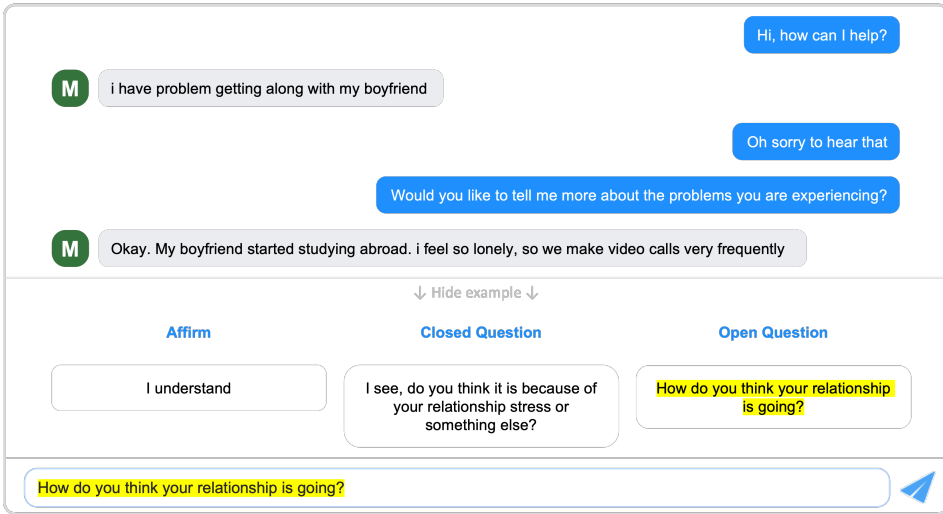 Hi, how can I help?
M
i have problem getting along with my boyfriend
Oh sorry to hear that
Would you like to tell me more about the problems you are experiencing?
M
Okay. My boyfriend started studying abroad. i feel so lonely, so we make video calls very frequently
↓ Hide example ↓
Affirm
Closed Question
Open Question
I understand
I see, do you think it is because of
your relationship stress or
something else?
How do you think your relationship
is going?
How do you think your relationship is going?